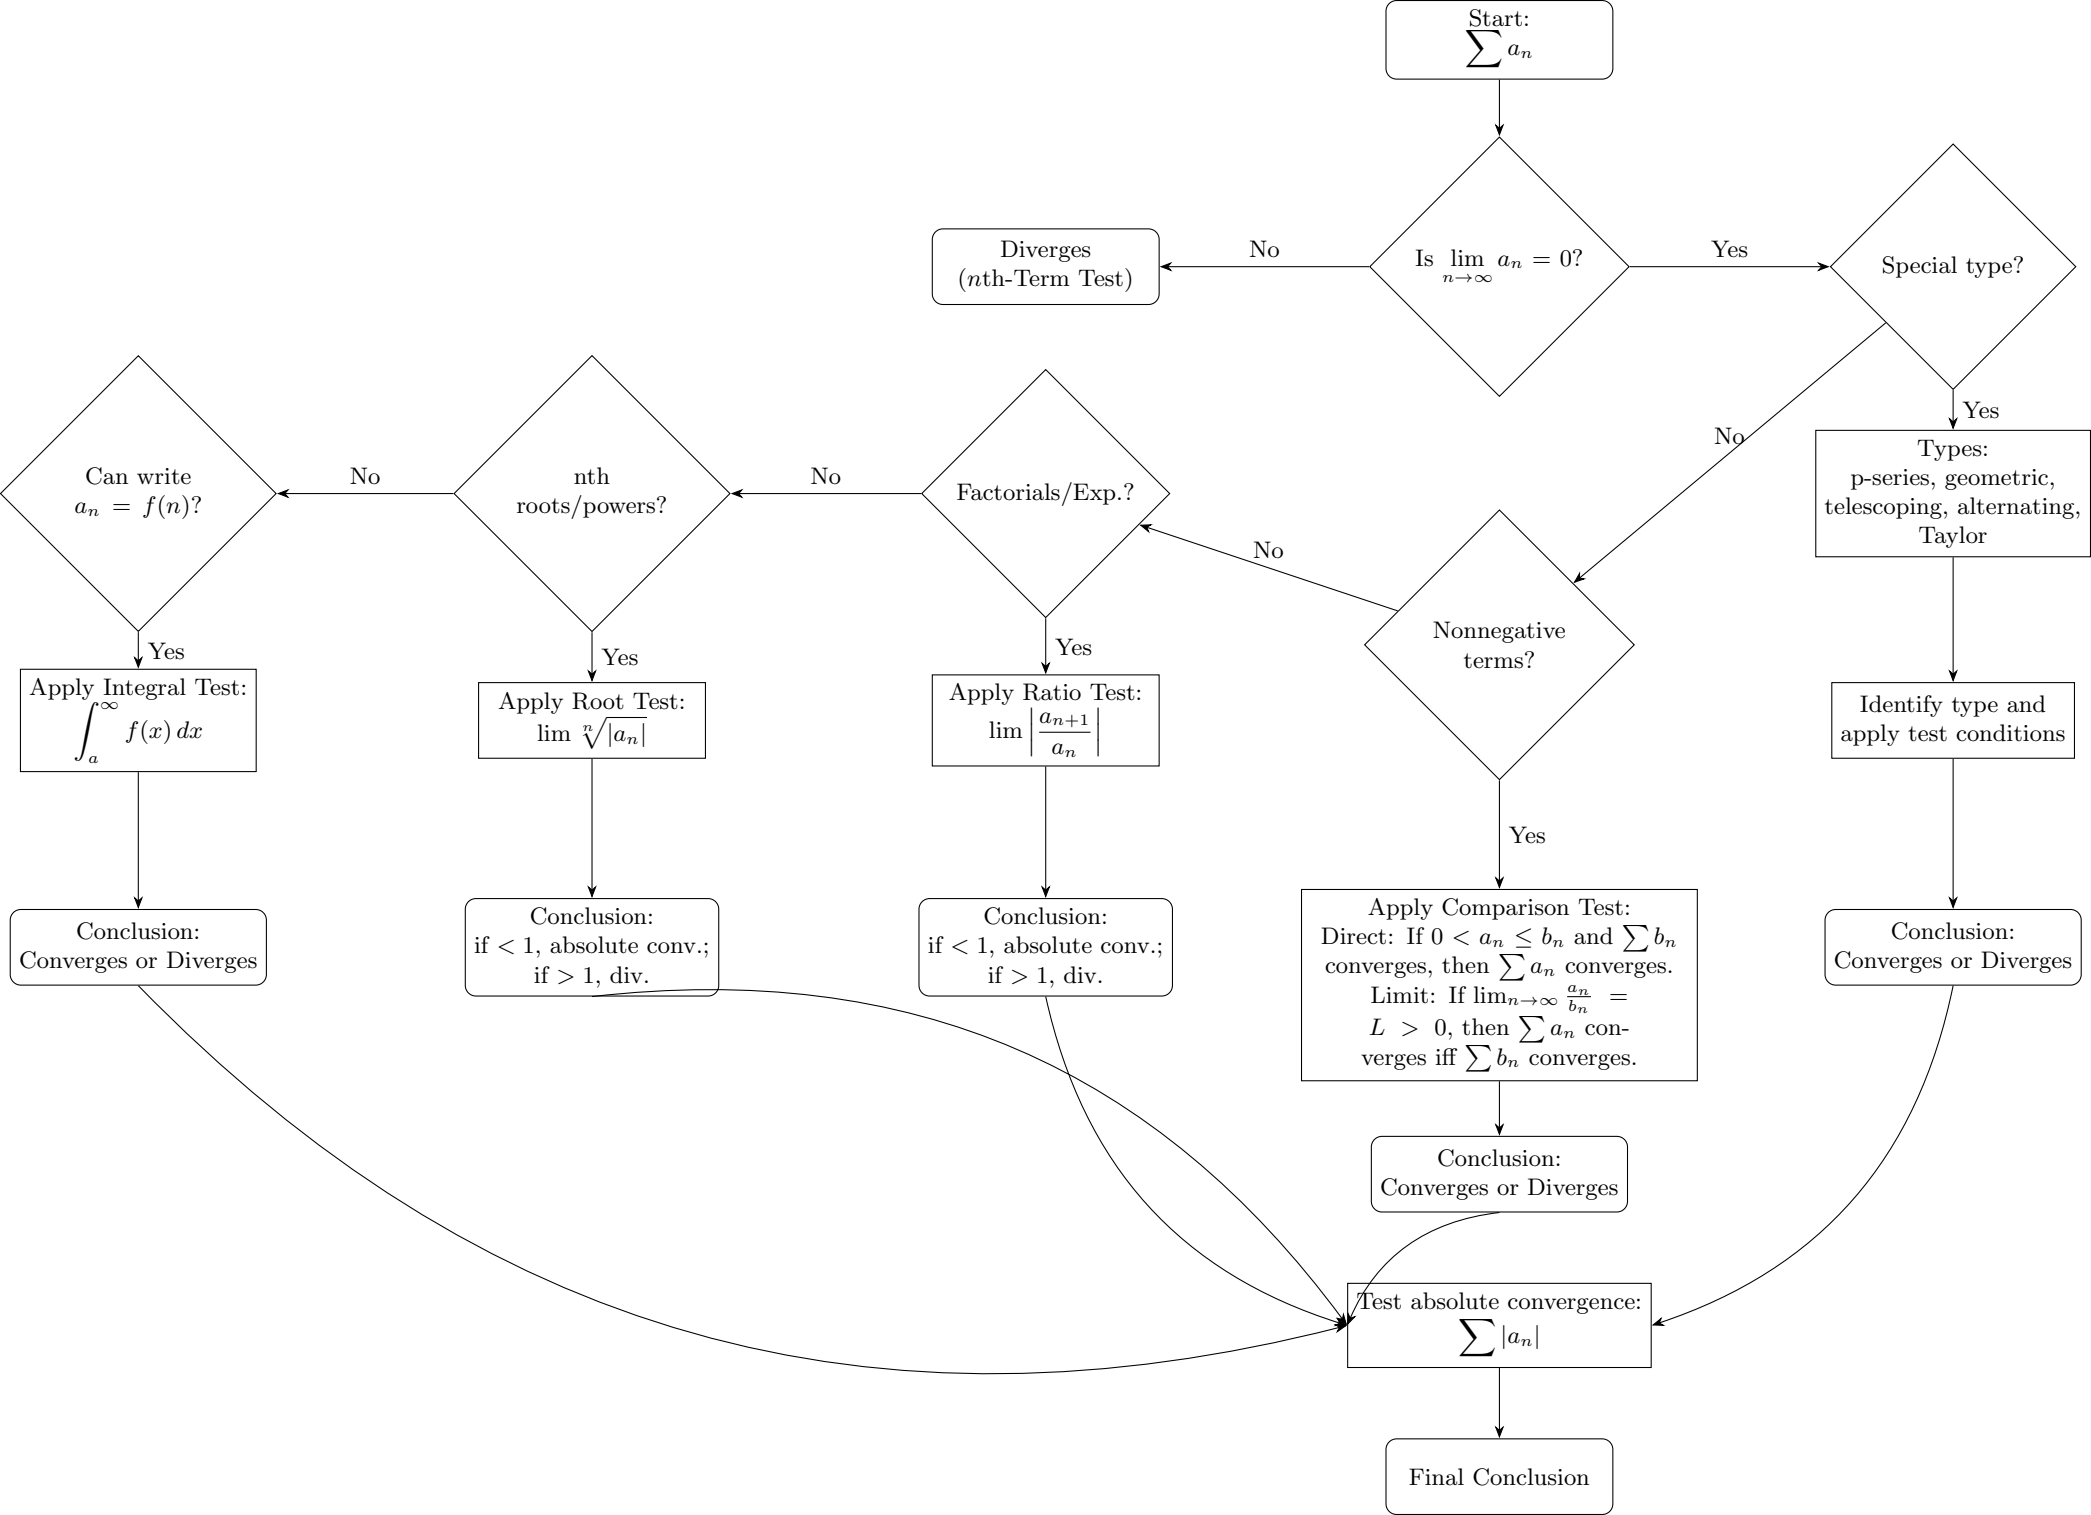 Start:
∑ a_n
Is lim_{n→∞} a_n = 0?
No
Diverges
(nth-Term Test)
Yes
Special type?
Yes
Types:
p-series, geometric,
telescoping, alternating,
Taylor
Identify type and
apply test conditions
Conclusion:
Converges or Diverges
No
Nonnegative
terms?
Yes
Apply Comparison Test:
Direct: If 0 < a_n ≤ b_n and ∑ b_n
converges, then ∑ a_n converges.
Limit: If lim_{n→∞} a_n/b_n =
L > 0, then ∑ a_n con-
verges iff ∑ b_n converges.
Conclusion:
Converges or Diverges
No
Factorials/Exp.?
Yes
Apply Ratio Test:
lim |a_{n+1}/a_n|
Conclusion:
if < 1, absolute conv.;
if > 1, div.
No
nth
roots/powers?
Yes
Apply Root Test:
lim ⁿ√|a_n|
Conclusion:
if < 1, absolute conv.;
if > 1, div.
No
Can write
a_n = f(n)?
Yes
Apply Integral Test:
∫_a^∞ f(x) dx
Conclusion:
Converges or Diverges
Test absolute convergence:
∑ |a_n|
Final Conclusion